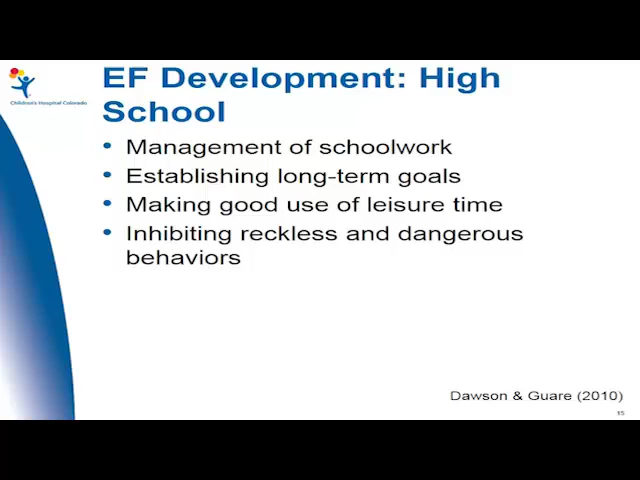 EF Development: High
School
Children's Hospital Colorado
• Management of schoolwork
• Establishing long-term goals
• Making good use of leisure time
• Inhibiting reckless and dangerous
behaviors
Dawson & Guare (2010)
15